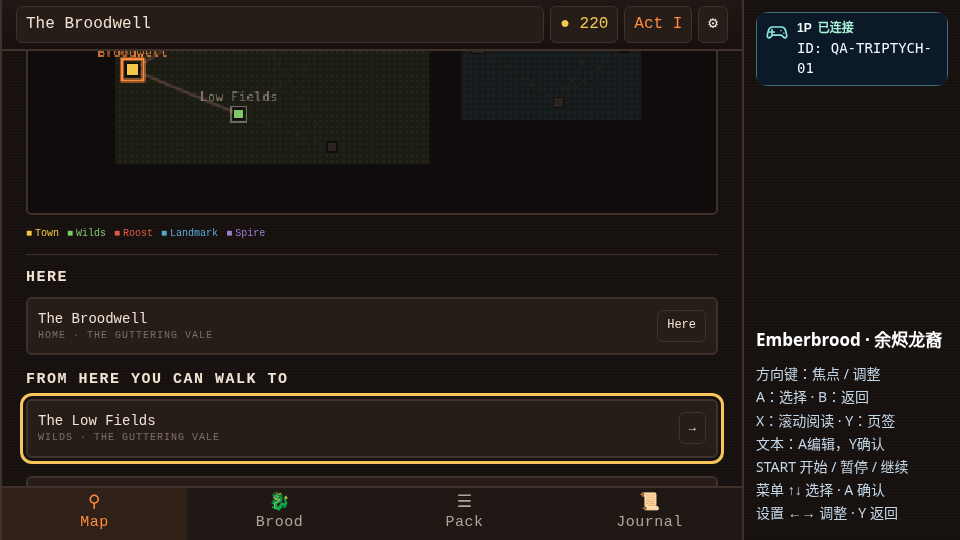 The Broodwell
● 220
Act I
⚙
Broodwell
Low Fields
Town Wilds Roost Landmark Spire
HERE
The Broodwell
HOME · THE GUTTERING VALE
Here
FROM HERE YOU CAN WALK TO
The Low Fields
WILDS · THE GUTTERING VALE
→
Map
Brood
Pack
Journal
1P 已连接
ID: QA-TRIPTYCH-
01
Emberbrood · 余烬龙裔
方向键：焦点 / 调整
A：选择 · B：返回
X：滚动阅读 · Y：页签
文本：A编辑，Y确认
START 开始 / 暂停 / 继续
菜单 ↑↓ 选择 · A 确认
设置 ←→ 调整 · Y 返回